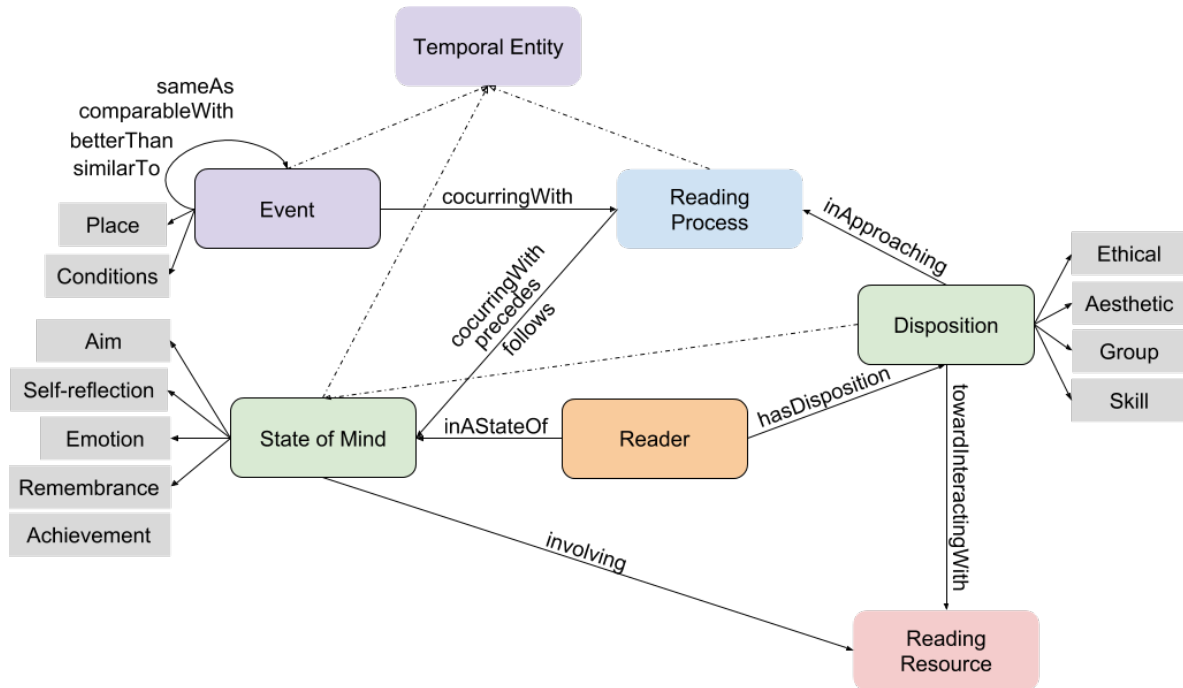 Temporal Entity
sameAs
comparableWith
betterThan
similarTo
Event
cocurringWith
Reading
Process
Place
Conditions
inApproaching
Ethical
Aesthetic
Group
Skill
cocurringWith
precedes
follows
Disposition
Aim
Self-reflection
Emotion
Remembrance
Achievement
State of Mind
inAStateOf
Reader
hasDisposition
towardInteractingWith
involving
Reading
Resource